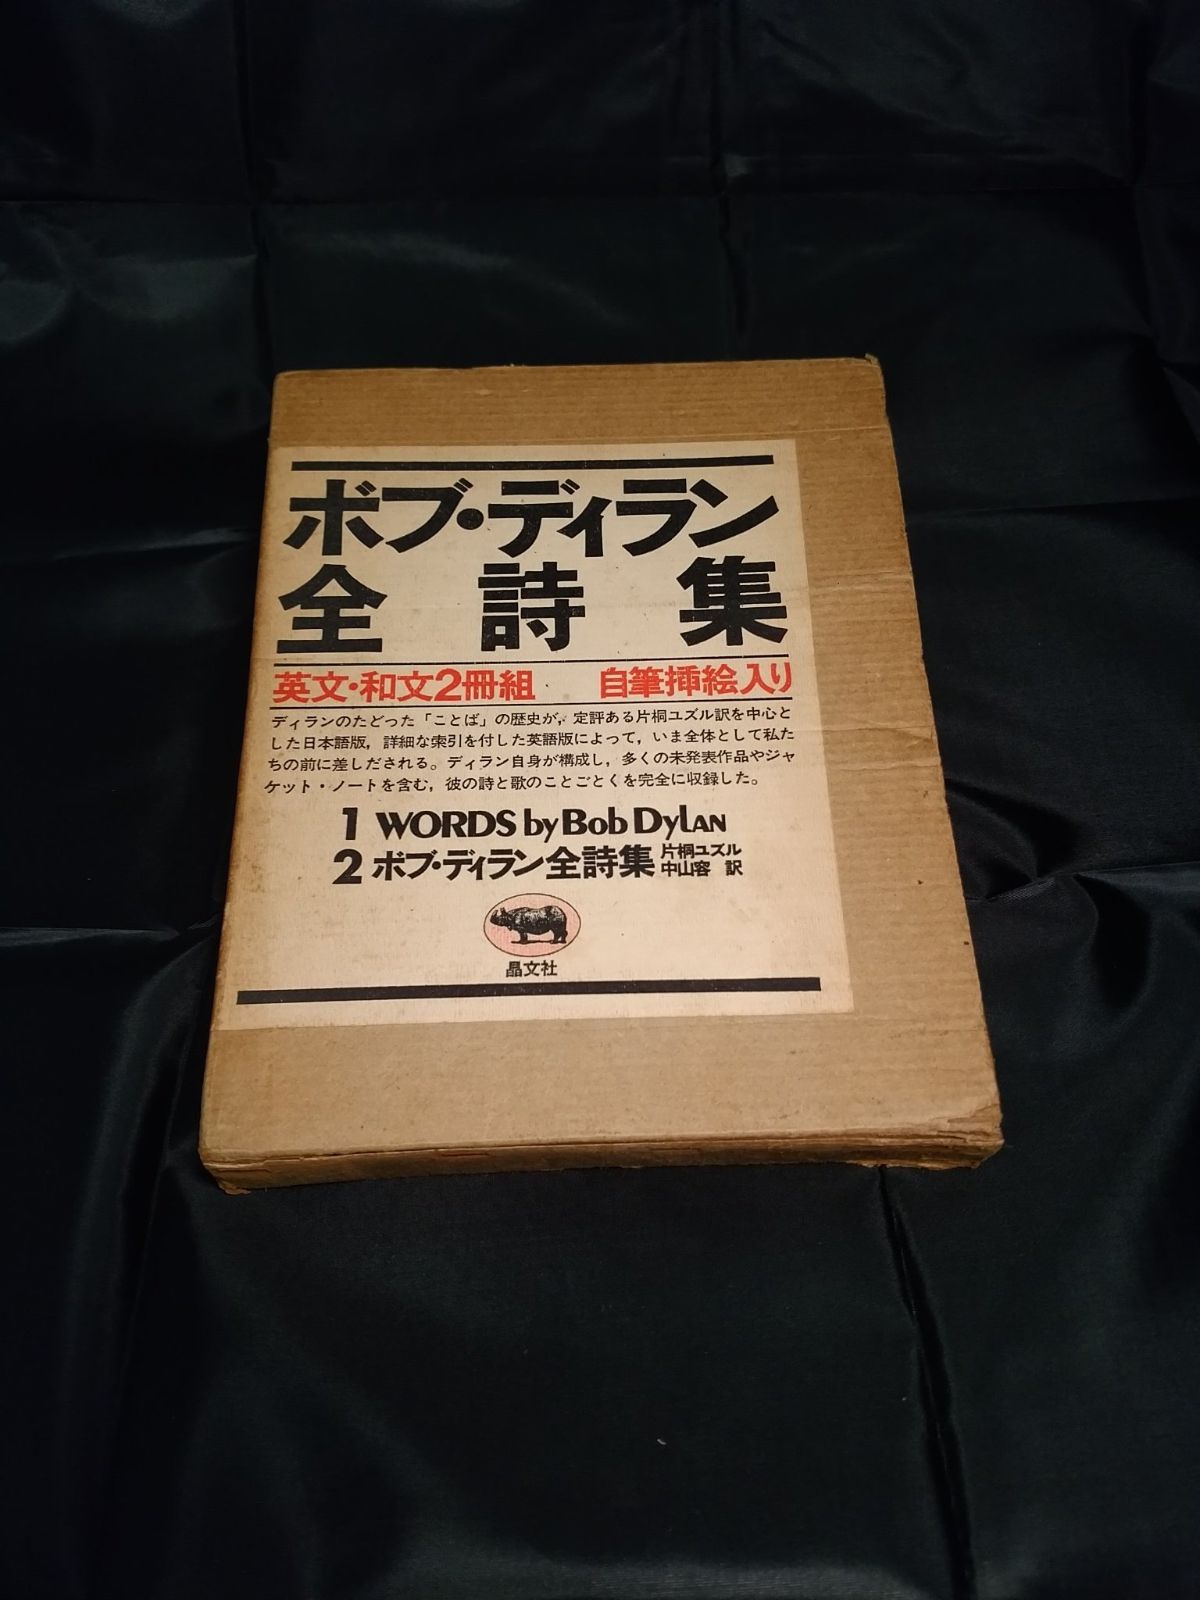 ボブ・ディラン
全詩集
英文・和文2冊組 自筆挿絵入り
ディランのたどった「ことば」の歴史が，定評ある片桐ユズル訳を中心と
した日本語版，詳細な索引を付した英語版によって，いま全体として私た
ちの前に差しだされる。ディラン自身が構成し，多くの未発表作品やジャ
ケット・ノートを含む，彼の詩と歌のことごとくを完全に収録した。
1 WORDS by Bob DylAN
2 ボブ・ディラン全詩集 片桐ユズル
中山容 訳
晶文社